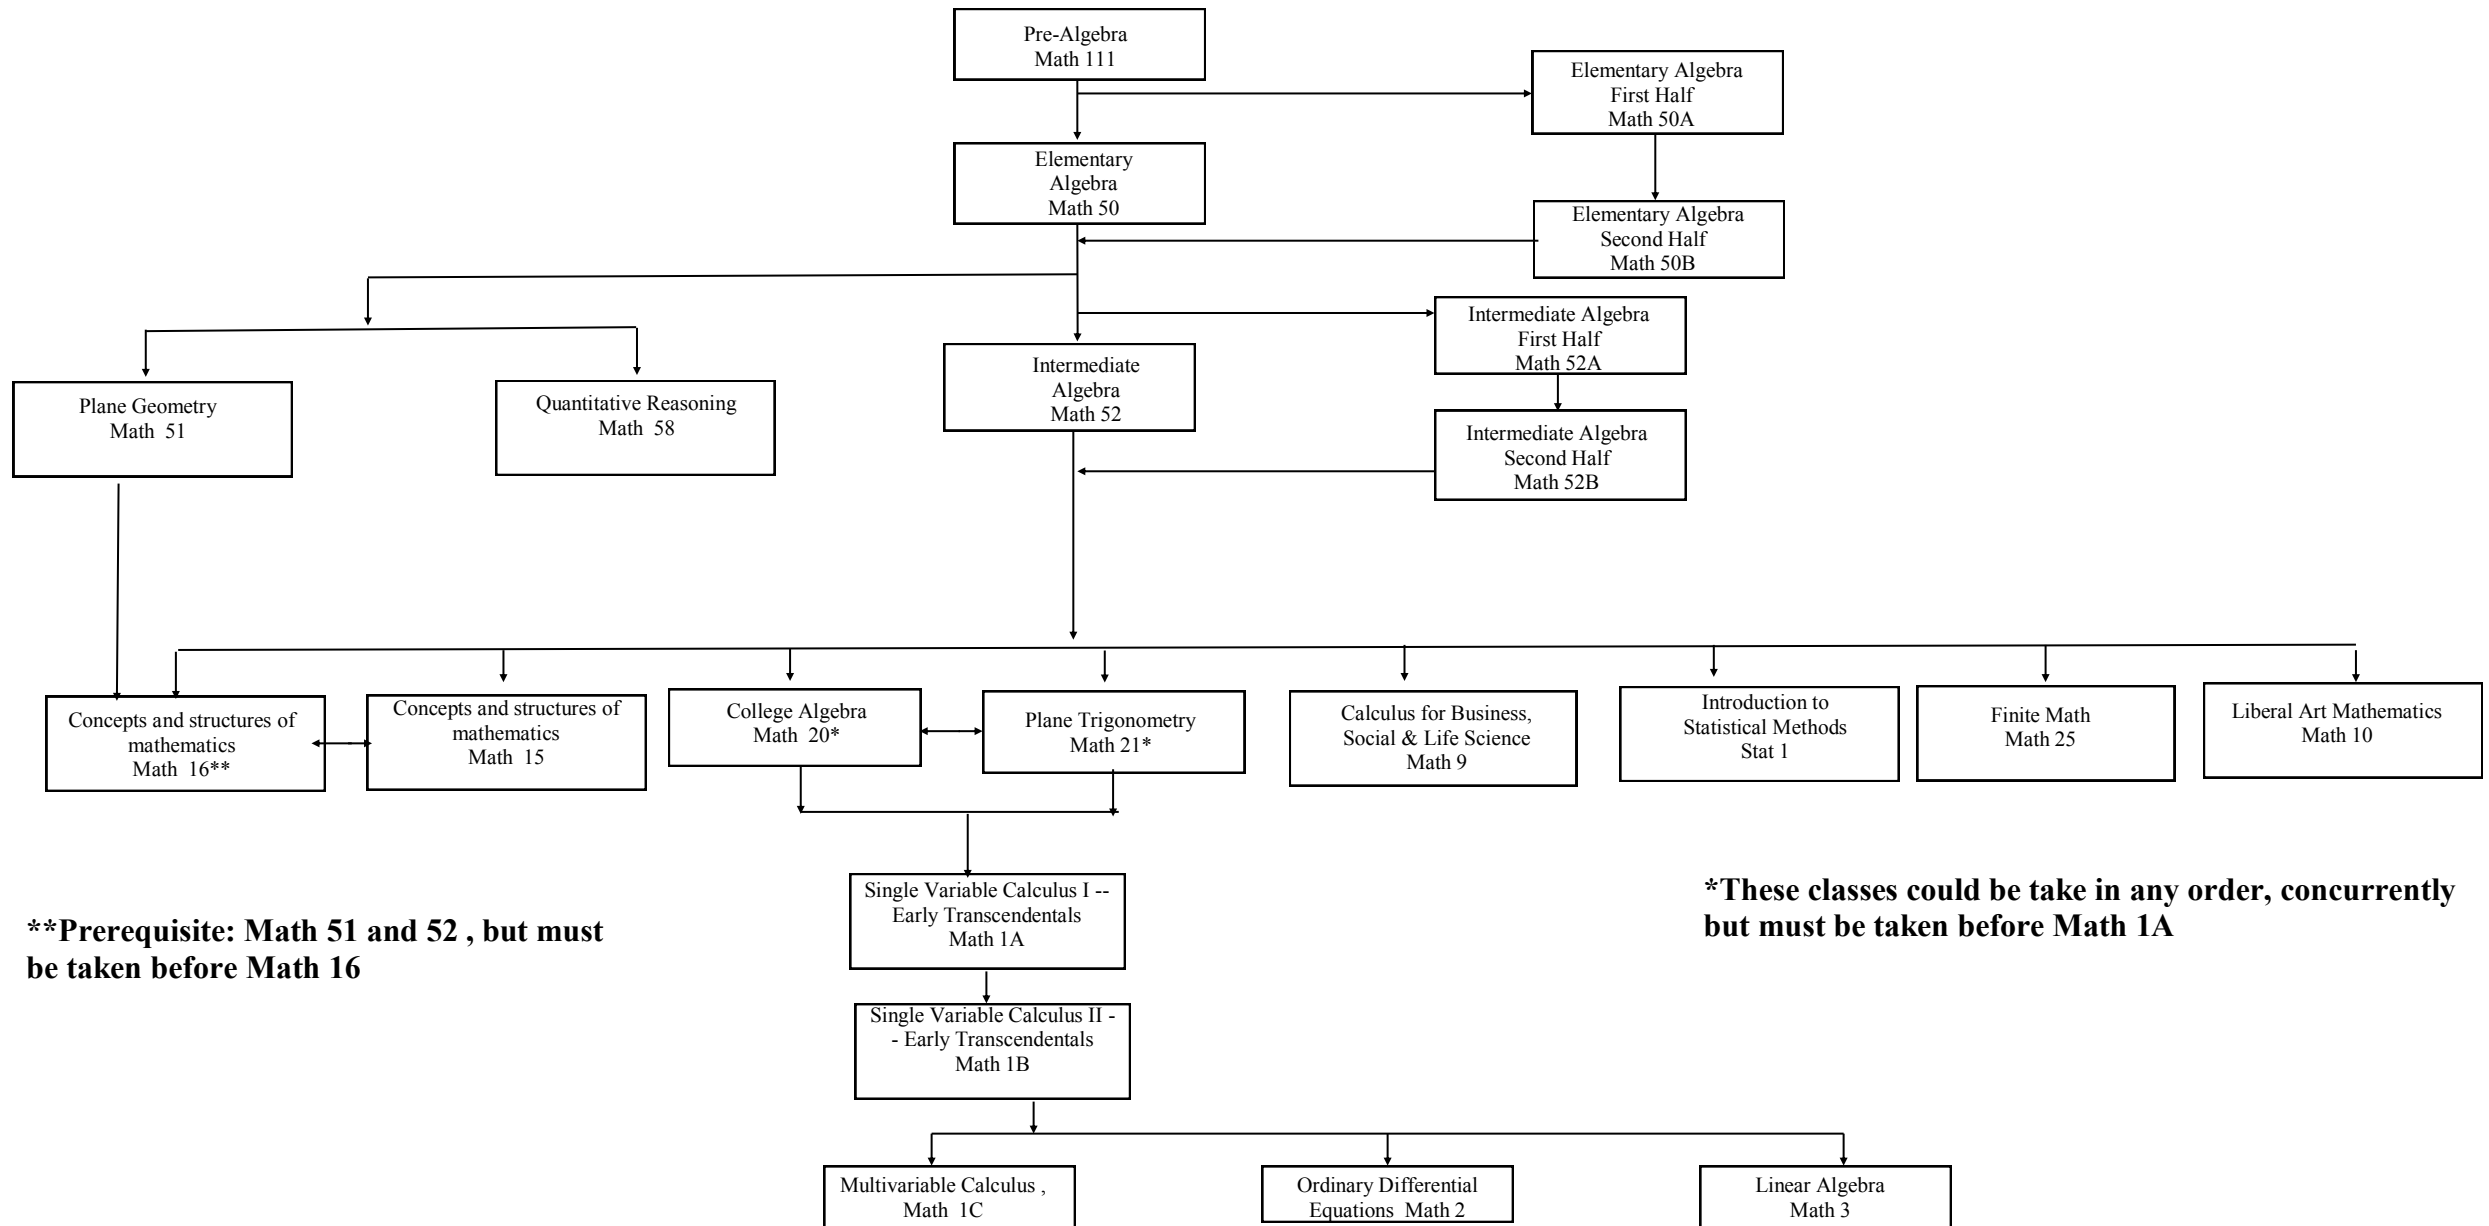 Pre-Algebra
Math 111
Elementary Algebra
First Half
Math 50A
Elementary
Algebra
Math 50
Elementary Algebra
Second Half
Math 50B
Intermediate Algebra
First Half
Math 52A
Intermediate
Algebra
Math 52
Plane Geometry
Math 51
Quantitative Reasoning
Math 58
Intermediate Algebra
Second Half
Math 52B
Concepts and structures of
mathematics
Math 16**
Concepts and structures of
mathematics
Math 15
College Algebra
Math 20*
Plane Trigonometry
Math 21*
Calculus for Business,
Social & Life Science
Math 9
Introduction to
Statistical Methods
Stat 1
Finite Math
Math 25
Liberal Art Mathematics
Math 10
Single Variable Calculus I --
Early Transcendentals
Math 1A
*These classes could be take in any order, concurrently
but must be taken before Math 1A
**Prerequisite: Math 51 and 52 , but must
be taken before Math 16
Single Variable Calculus II -
- Early Transcendentals
Math 1B
Multivariable Calculus ,
Math 1C
Ordinary Differential
Equations Math 2
Linear Algebra
Math 3